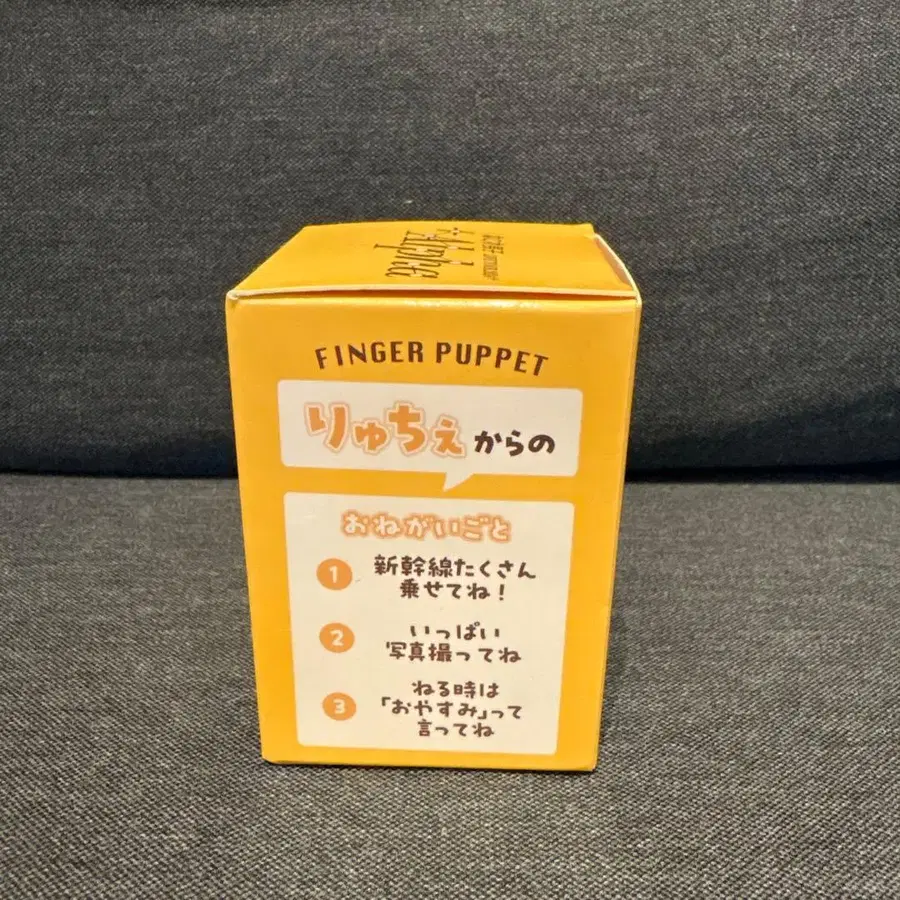 FINGER PUPPET
りゅちぇからの
おねがいごと
1 新幹線たくさん
乗せてね！
2 いっぱい
写真撮ってね
3 ねる時は
「おやすみ」って
言ってね